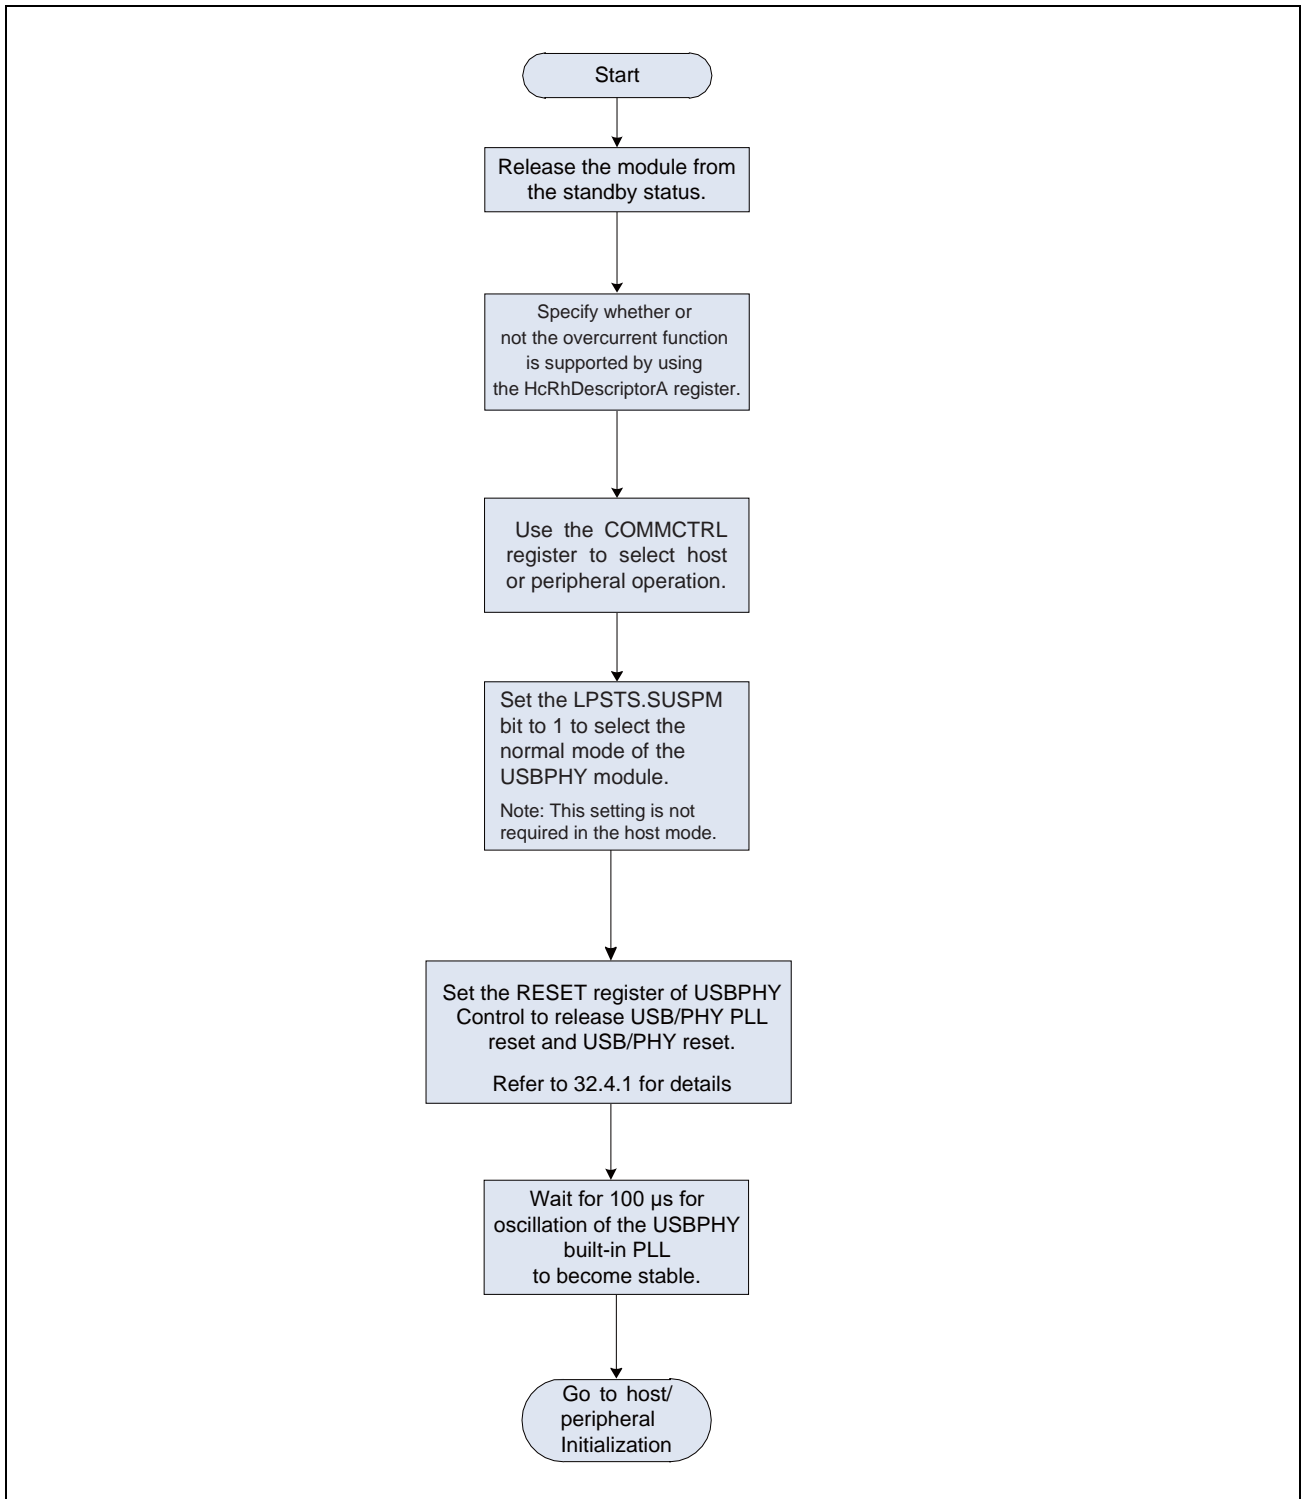 Start
Release the module from
the standby status.
Specify whether or
not the overcurrent function
is supported by using
the HcRhDescriptorA register.
Use the COMMCTRL
register to select host
or peripheral operation.
Set the LPSTS.SUSPM
bit to 1 to select the
normal mode of the
USBPHY module.
Note: This setting is not
required in the host mode.
Set the RESET register of USBPHY
Control to release USB/PHY PLL
reset and USB/PHY reset.
Refer to 32.4.1 for details
Wait for 100 µs for
oscillation of the USBPHY
built-in PLL
to become stable.
Go to host/
peripheral
Initialization